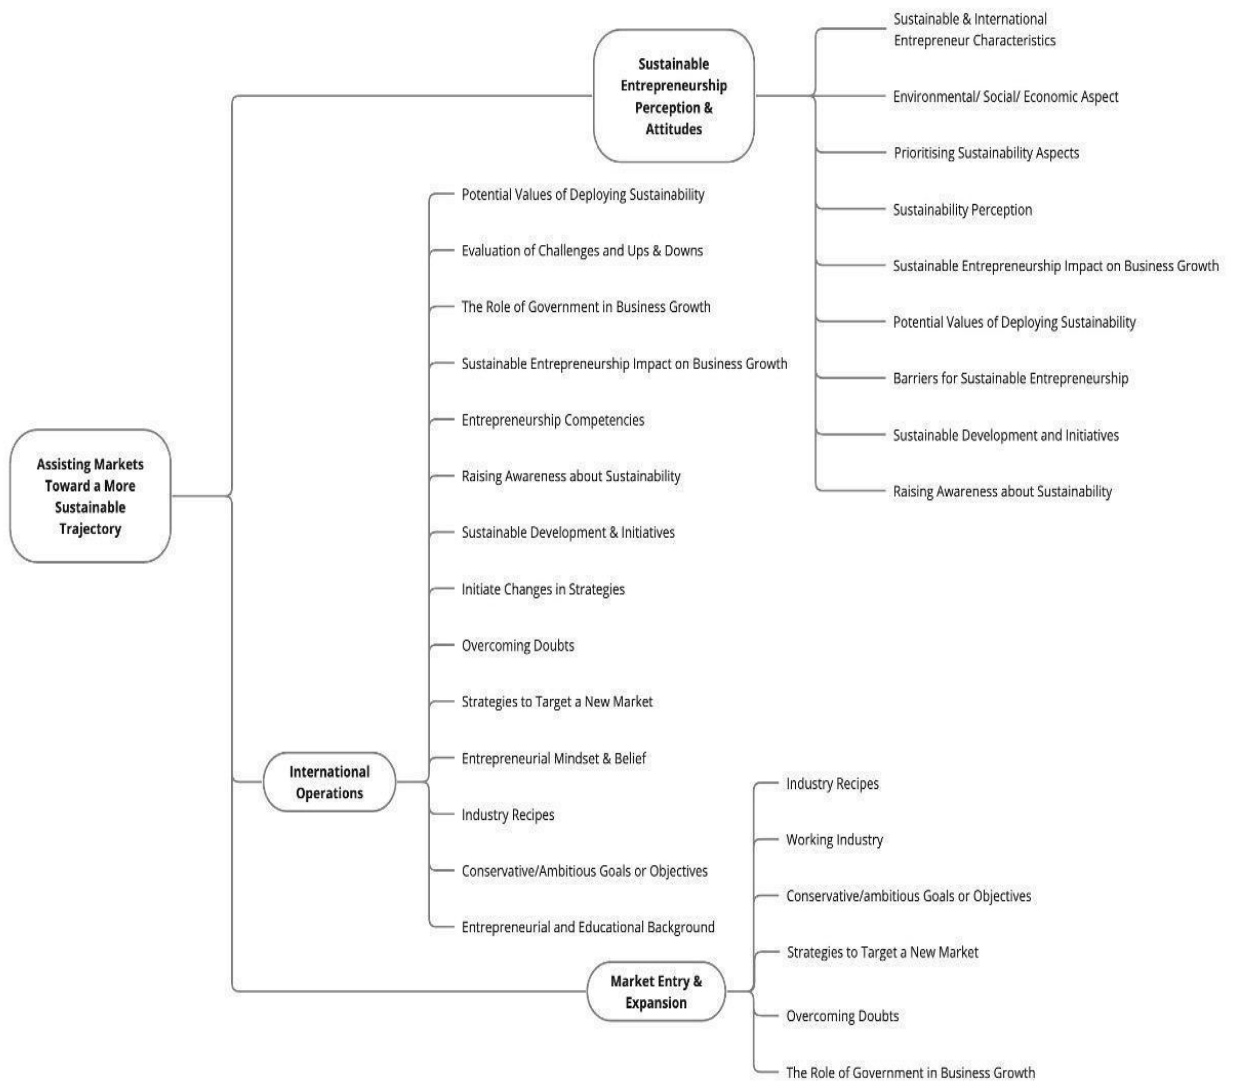 Assisting Markets
Toward a More
Sustainable
Trajectory
Sustainable
Entrepreneurship
Perception &
Attitudes
Sustainable & International
Entrepreneur Characteristics
Environmental/ Social/ Economic Aspect
Prioritising Sustainability Aspects
Sustainability Perception
Sustainable Entrepreneurship Impact on Business Growth
Potential Values of Deploying Sustainability
Barriers for Sustainable Entrepreneurship
Sustainable Development and Initiatives
Raising Awareness about Sustainability
International
Operations
Potential Values of Deploying Sustainability
Evaluation of Challenges and Ups & Downs
The Role of Government in Business Growth
Sustainable Entrepreneurship Impact on Business Growth
Entrepreneurship Competencies
Raising Awareness about Sustainability
Sustainable Development & Initiatives
Initiate Changes in Strategies
Overcoming Doubts
Strategies to Target a New Market
Entrepreneurial Mindset & Belief
Industry Recipes
Conservative/Ambitious Goals or Objectives
Entrepreneurial and Educational Background
Market Entry &
Expansion
Industry Recipes
Working Industry
Conservative/ambitious Goals or Objectives
Strategies to Target a New Market
Overcoming Doubts
The Role of Government in Business Growth